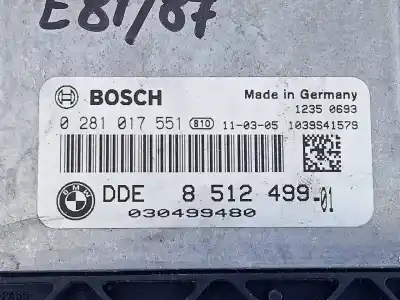 E81/87
BOSCH
Made in Germany
1235 0693
0 281 017 551 810 11-03-05 1039S41579
BMW DDE 8 512 499-01
030499480